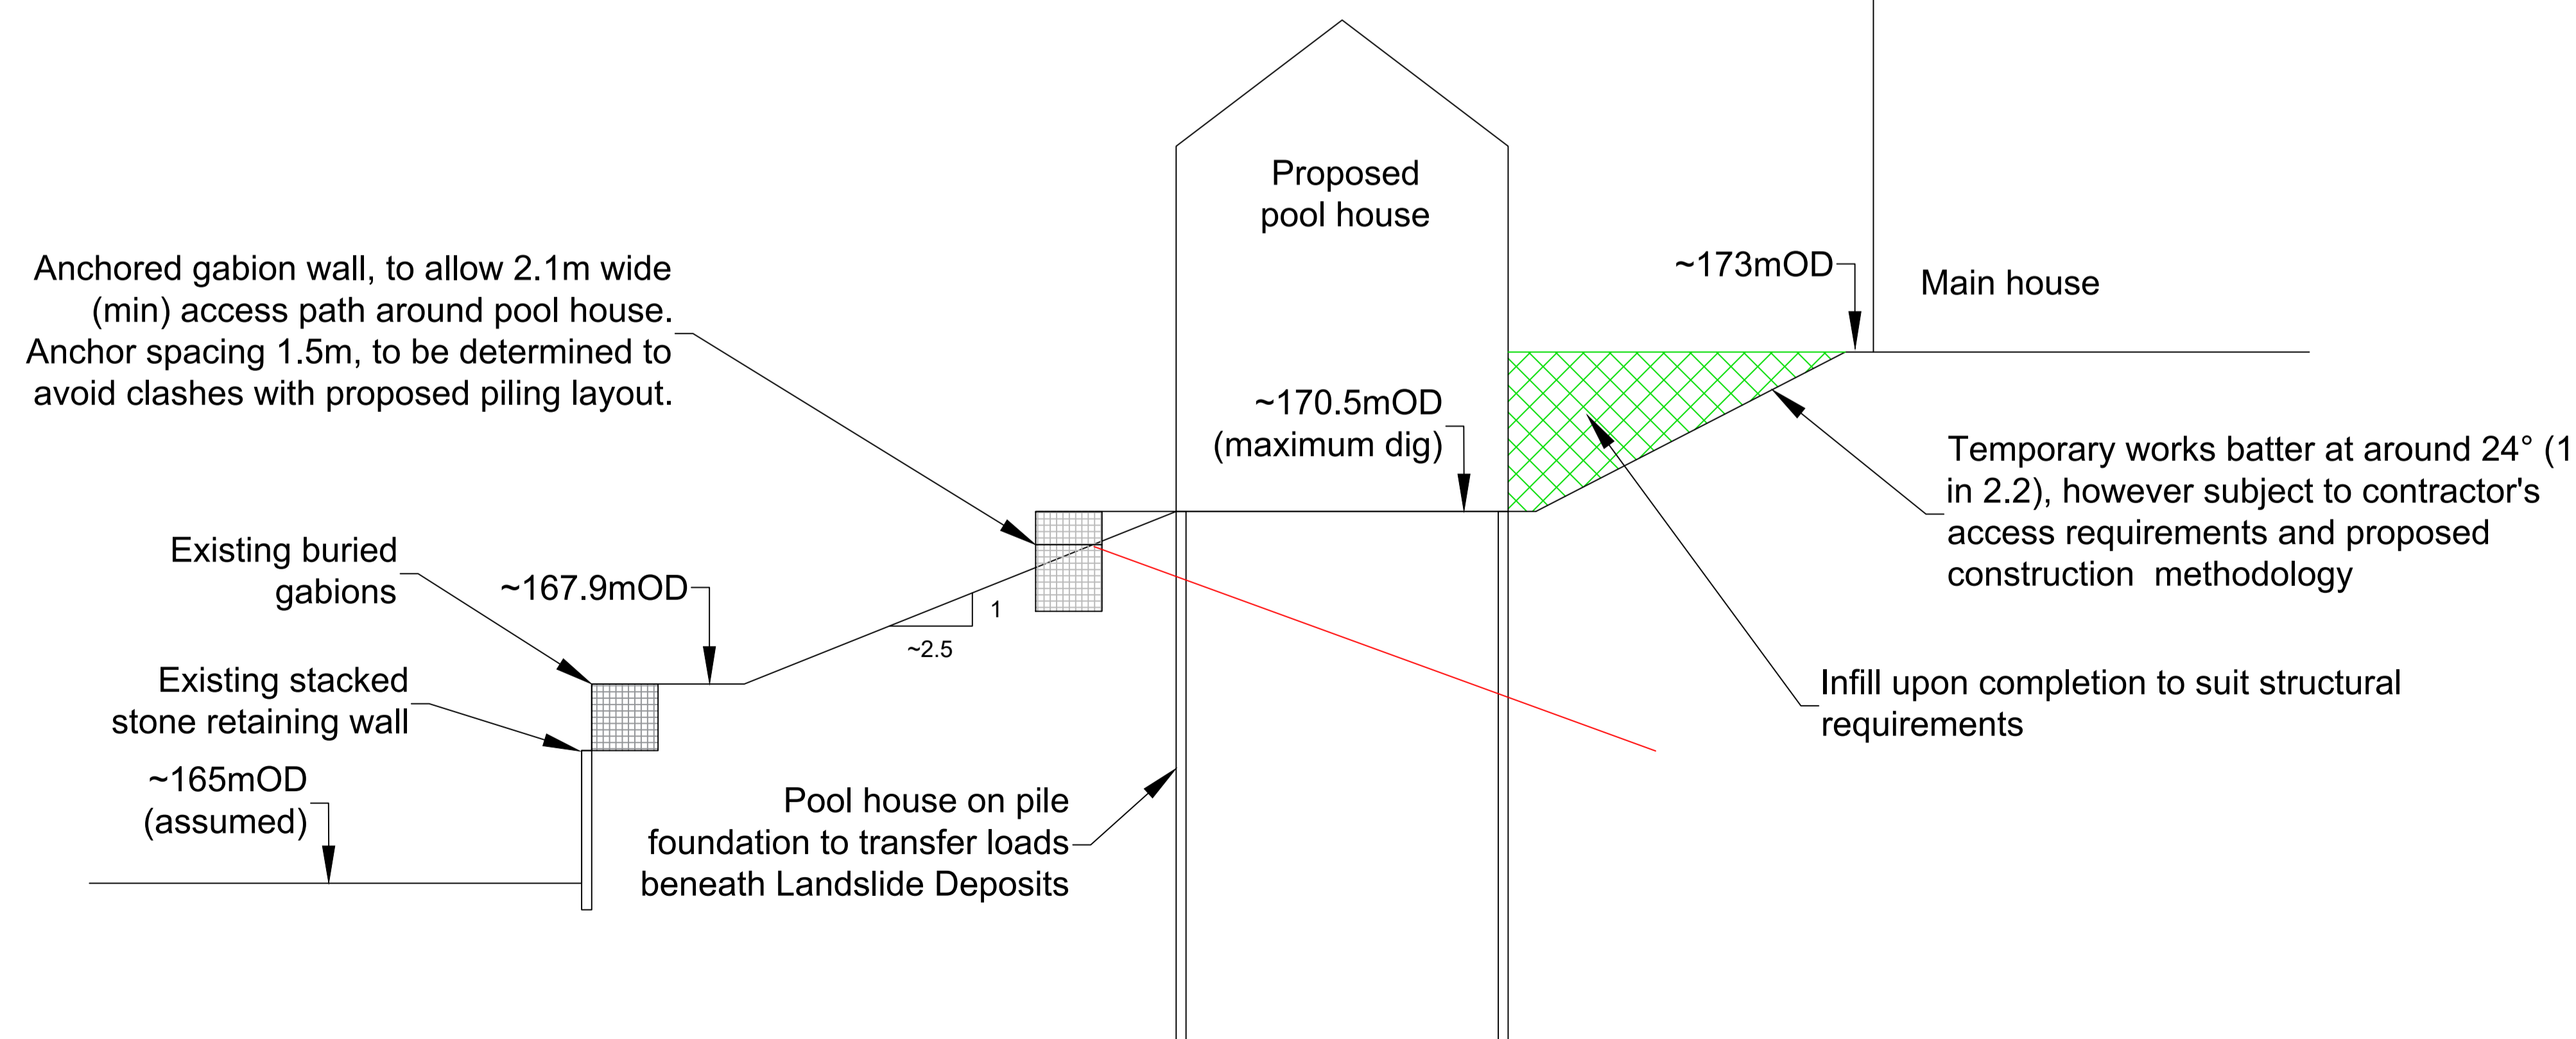 Proposed
pool house
Anchored gabion wall, to allow 2.1m wide
(min) access path around pool house.
Anchor spacing 1.5m, to be determined to
avoid clashes with proposed piling layout.
~173mOD
Main house
~170.5mOD
(maximum dig)
Temporary works batter at around 24° (1
in 2.2), however subject to contractor's
access requirements and proposed
construction methodology
Existing buried
gabions
~167.9mOD
1
~2.5
Existing stacked
stone retaining wall
Infill upon completion to suit structural
requirements
~165mOD
(assumed)
Pool house on pile
foundation to transfer loads
beneath Landslide Deposits